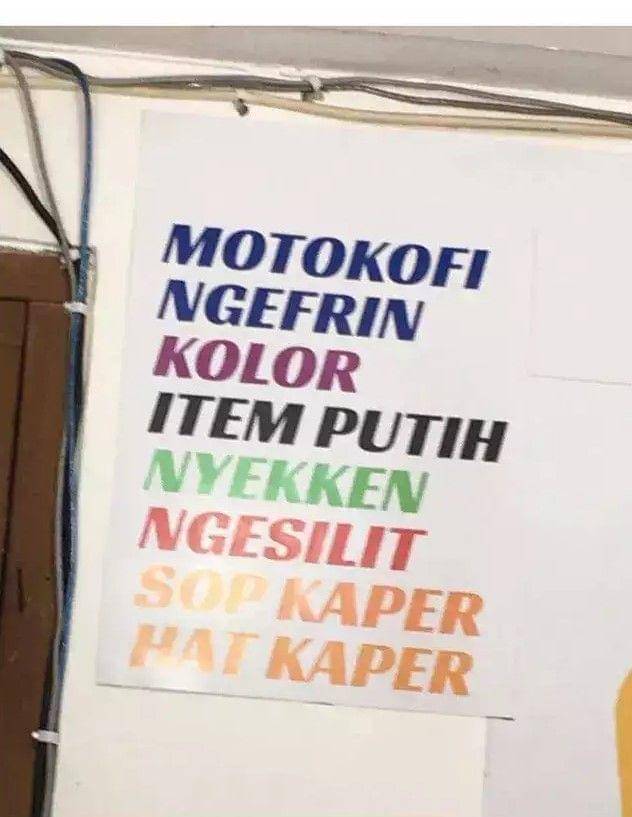 MOTOKOFI
NGEFRIN
KOLOR
ITEM PUTIH
NYEKKEN
NGESILIT
SOP KAPER
HAT KAPER